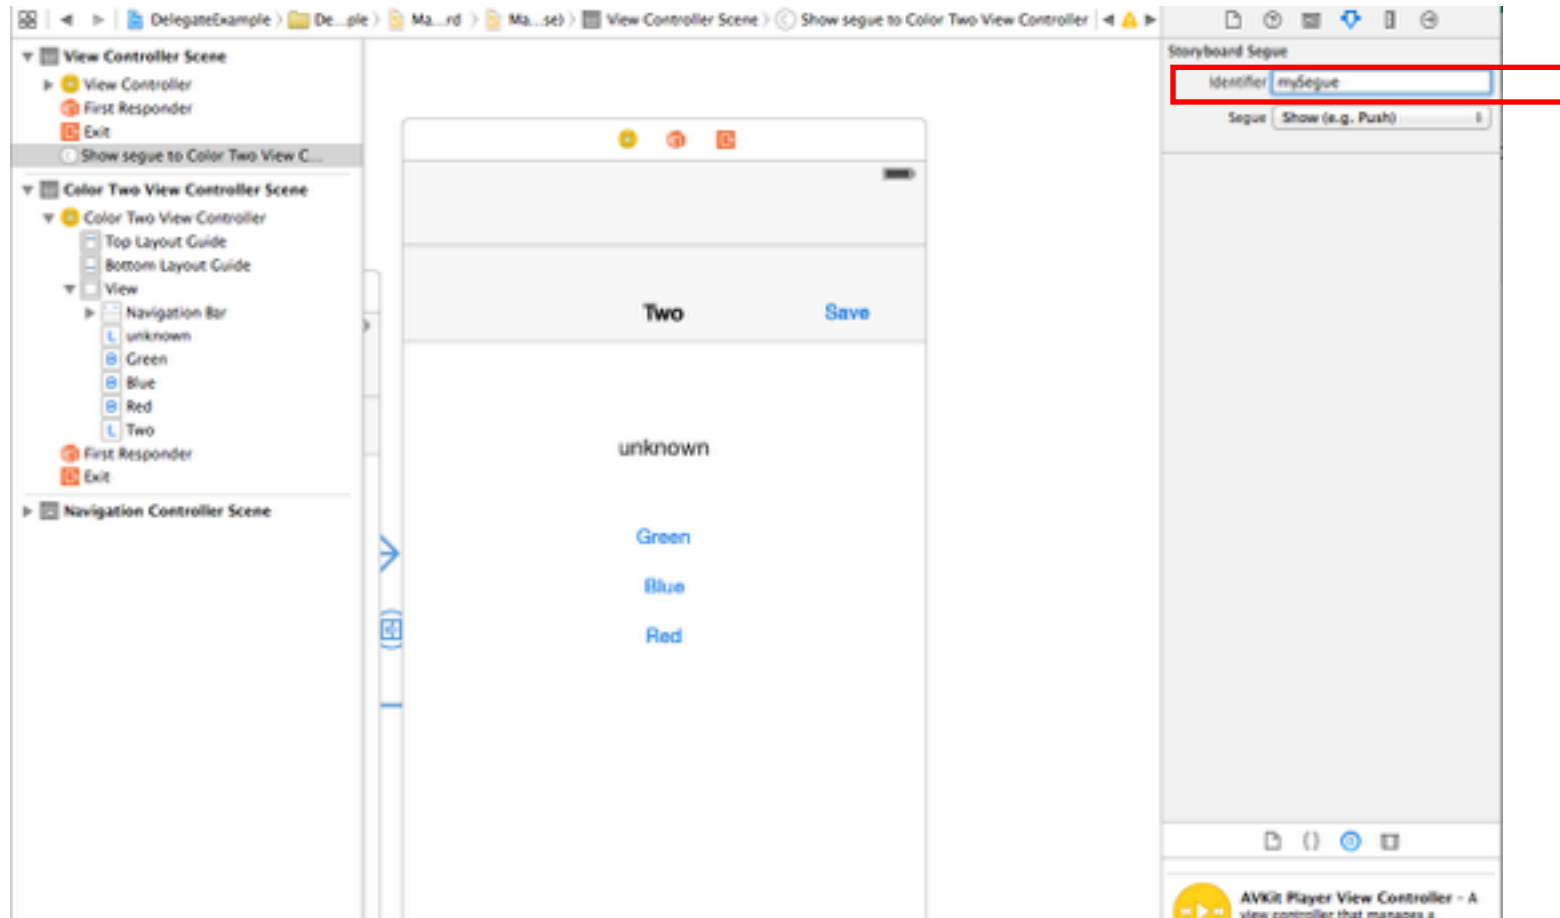 DelegateExample De...ple Ma...rd Ma...se) View Controller Scene Show segue to Color Two View Controller
View Controller Scene
View Controller
First Responder
Exit
Show segue to Color Two View C...
Color Two View Controller Scene
Color Two View Controller
Top Layout Guide
Bottom Layout Guide
View
Navigation Bar
L unknown
B Green
B Blue
B Red
L Two
First Responder
Exit
Navigation Controller Scene
Two Save
unknown
Green
Blue
Red
Storyboard Segue
Identifier mySegue
Segue Show (e.g. Push)
{}
AVKit Player View Controller - A
view controller that manages a